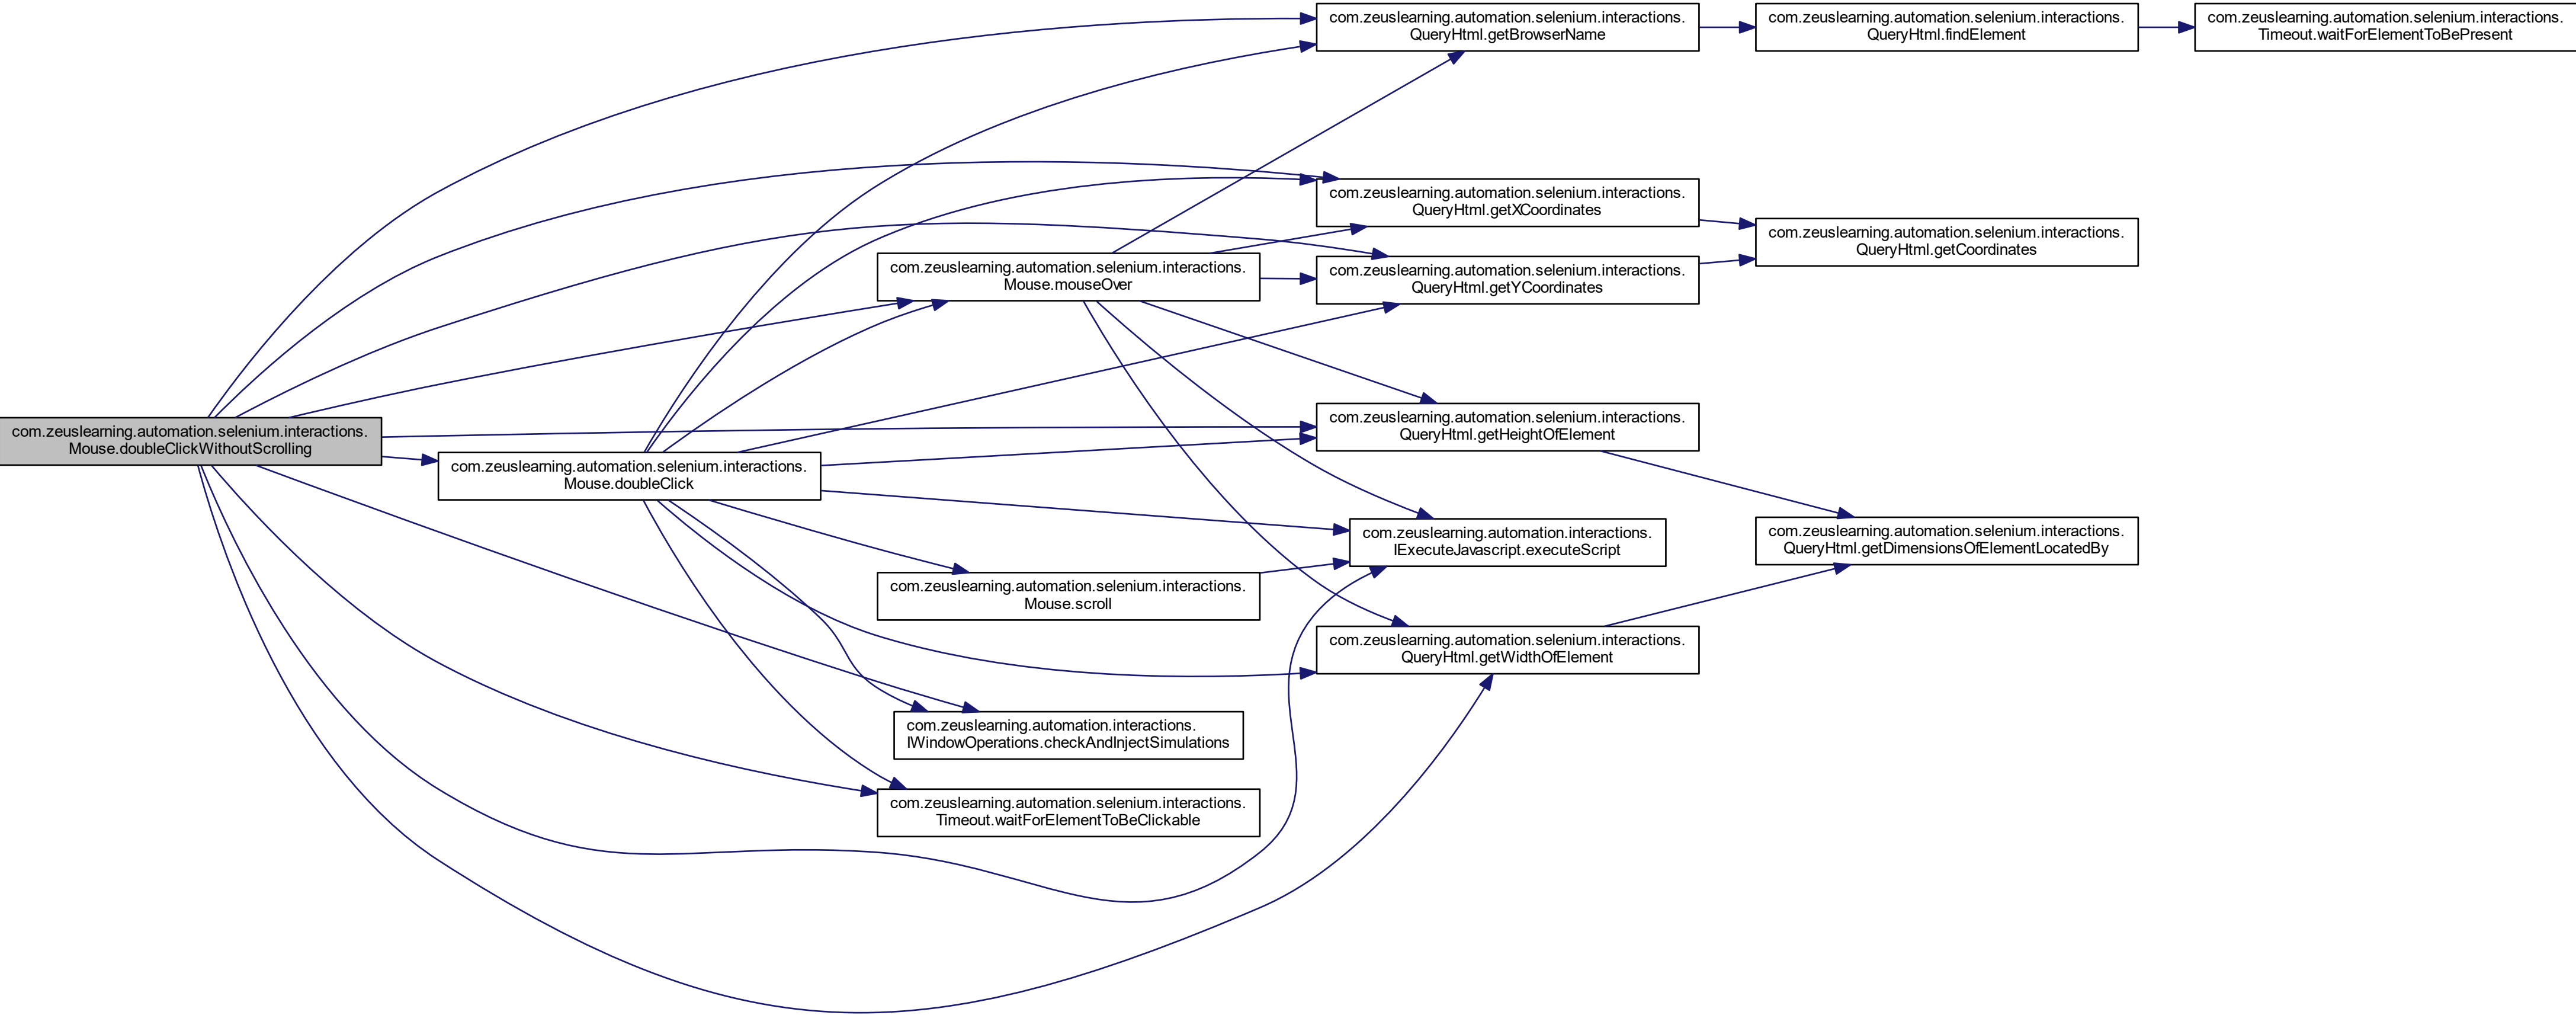 com.zeuslearning.automation.selenium.interactions.
Mouse.doubleClickWithoutScrolling
com.zeuslearning.automation.selenium.interactions.
Mouse.doubleClick
com.zeuslearning.automation.selenium.interactions.
Mouse.mouseOver
com.zeuslearning.automation.selenium.interactions.
Mouse.scroll
com.zeuslearning.automation.interactions.
IWindowOperations.checkAndInjectSimulations
com.zeuslearning.automation.selenium.interactions.
Timeout.waitForElementToBeClickable
com.zeuslearning.automation.selenium.interactions.
QueryHtml.getBrowserName
com.zeuslearning.automation.selenium.interactions.
QueryHtml.getXCoordinates
com.zeuslearning.automation.selenium.interactions.
QueryHtml.getYCoordinates
com.zeuslearning.automation.selenium.interactions.
QueryHtml.getHeightOfElement
com.zeuslearning.automation.interactions.
IExecuteJavascript.executeScript
com.zeuslearning.automation.selenium.interactions.
QueryHtml.getWidthOfElement
com.zeuslearning.automation.selenium.interactions.
QueryHtml.findElement
com.zeuslearning.automation.selenium.interactions.
QueryHtml.getCoordinates
com.zeuslearning.automation.selenium.interactions.
QueryHtml.getDimensionsOfElementLocatedBy
com.zeuslearning.automation.selenium.interactions.
Timeout.waitForElementToBePresent